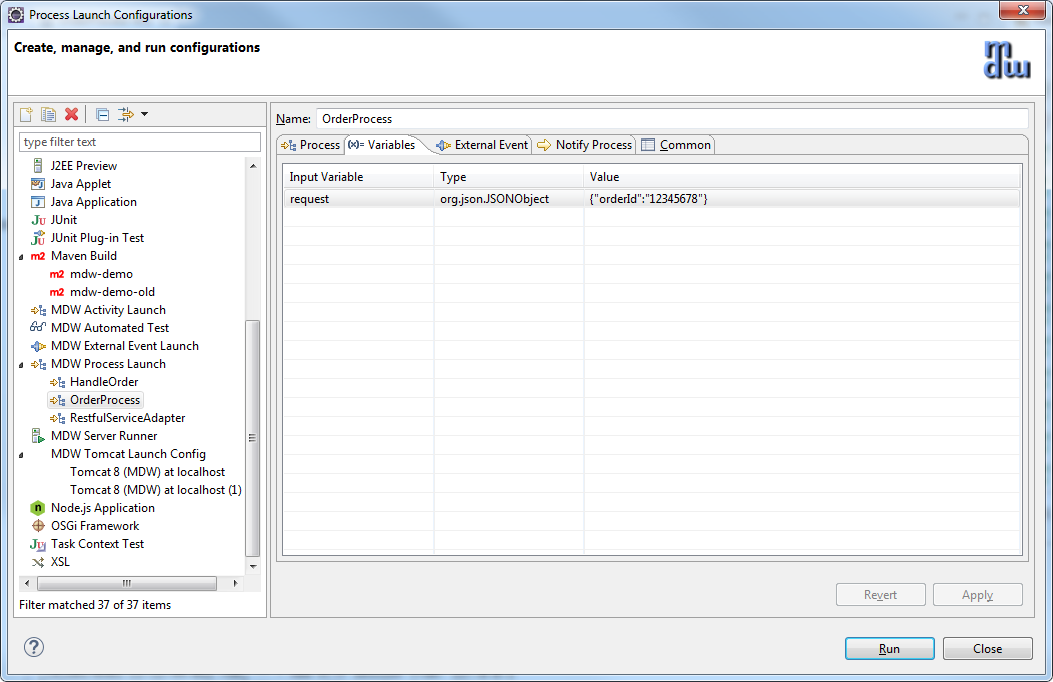 Process Launch Configurations
Create, manage, and run configurations
mdw
type filter text
J2EE Preview
Java Applet
Java Application
JU JUnit
JUnit Plug-in Test
m2 Maven Build
m2 mdw-demo
m2 mdw-demo-old
MDW Activity Launch
MDW Automated Test
MDW External Event Launch
MDW Process Launch
HandleOrder
OrderProcess
RestfulServiceAdapter
MDW Server Runner
MDW Tomcat Launch Config
Tomcat 8 (MDW) at localhost
Tomcat 8 (MDW) at localhost (1)
n Node.js Application
OSGi Framework
JU Task Context Test
XSL
Filter matched 37 of 37 items
Name: OrderProcess
Process (x)= Variables External Event Notify Process Common
Input Variable Type Value
request org.json.JSONObject {"orderId":"12345678"}
Revert Apply
? Run Close